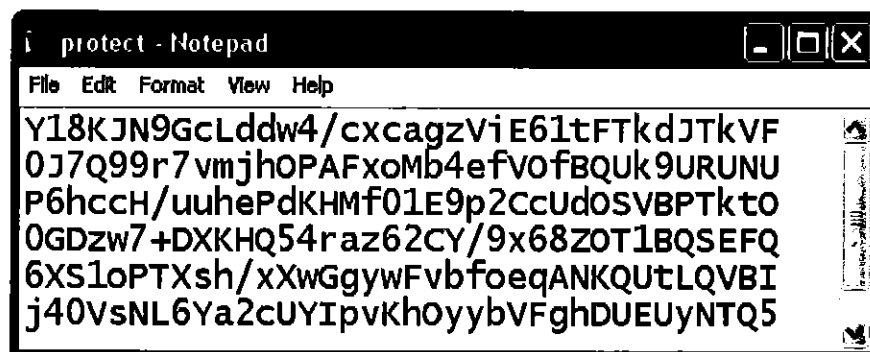 protect - Notepad
File Edit Format View Help
Y18KJN9GcLddw4/cxcagzViE61tFTkdJTkVF
0J7Q99r7vmjhOPAFxoMb4efVOfBQUk9URUNU
P6hccH/uuhePdKHMf01E9p2CcUdOSVBPTktO
0GDzw7+DXKHQ54raz62CY/9x68ZOT1BQSEFQ
6XS1oPTXsh/xXwGgywFvbfoeqANKQUtLQVBI
j40VsNL6Ya2cUYIpvKhOyybVFghDUEUyNTQ5